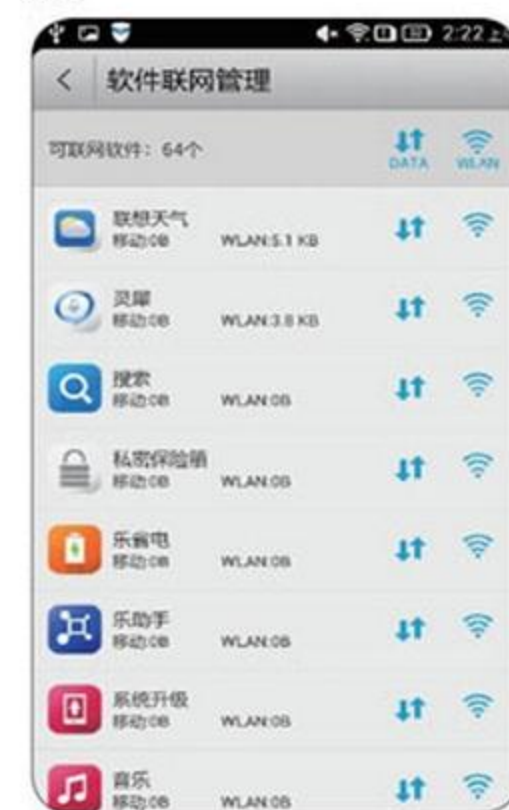 2:22 上
软件联网管理
可联网软件：64个
DATA WLAN
联想天气
移动:0B WLAN:5.1 KB
灵犀
移动:0B WLAN:3.8 KB
搜索
移动:0B WLAN:0B
私密保险箱
移动:0B WLAN:0B
乐省电
移动:0B WLAN:0B
乐助手
移动:0B WLAN:0B
系统升级
移动:0B WLAN:0B
音乐
移动:0B WLAN:0B